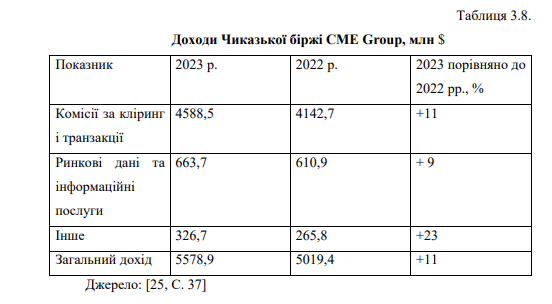 Таблиця 3.8.
Доходи Чиказької біржі CME Group, млн $
Показник 2023 р. 2022 р. 2023 порівняно до
2022 рр., %
Комісії за кліринг 4588,5 4142,7 +11
і транзакції
Ринкові дані та 663,7 610,9 + 9
інформаційні
послуги
Інше 326,7 265,8 +23
Загальний дохід 5578,9 5019,4 +11
Джерело: [25, С. 37]